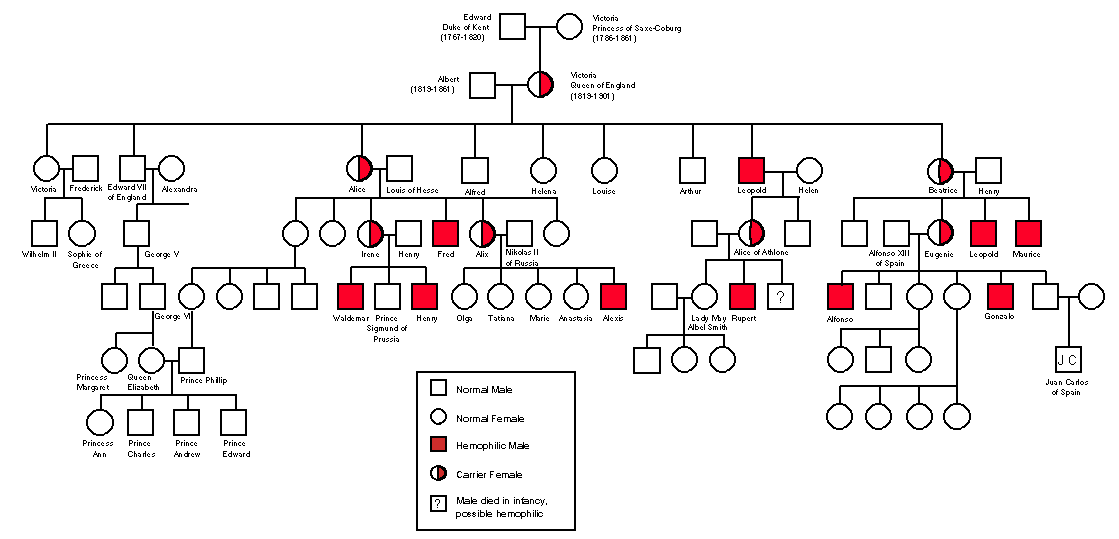 Edward
Duke of Kent
(1767-1820)
Victoria
Princess of Saxe-Coburg
(1786-1861)
Albert
(1819-1861)
Victoria
Queen of England
(1819-1901)
Victoria
Frederick
Edward VII
of England
Alexandra
Alice
Louis of Hesse
Alfred
Helena
Louise
Arthur
Leopold
Helen
Beatrice
Henry
Wilhelm II
Sophie of
Greece
George V
Irene
Henry
Fred
Alix
Nikolas II
of Russia
Alice of Athlone
Alfonso XIII
of Spain
Eugenie
Leopold
Maurice
George VI
Waldemar
Prince
Sigmund of
Prussia
Henry
Olga
Tatiana
Marie
Anastasia
Alexis
Lady May
Abel Smith
Rupert
?
Alfonso
Gonzalo
Princess
Margaret
Queen
Elizabeth
Prince Phillip
J C
Juan Carlos
of Spain
Princess
Ann
Prince
Charles
Prince
Andrew
Prince
Edward
Normal Male
Normal Female
Hemophilic Male
Carrier Female
?
Male died in infancy,
possible hemophilic